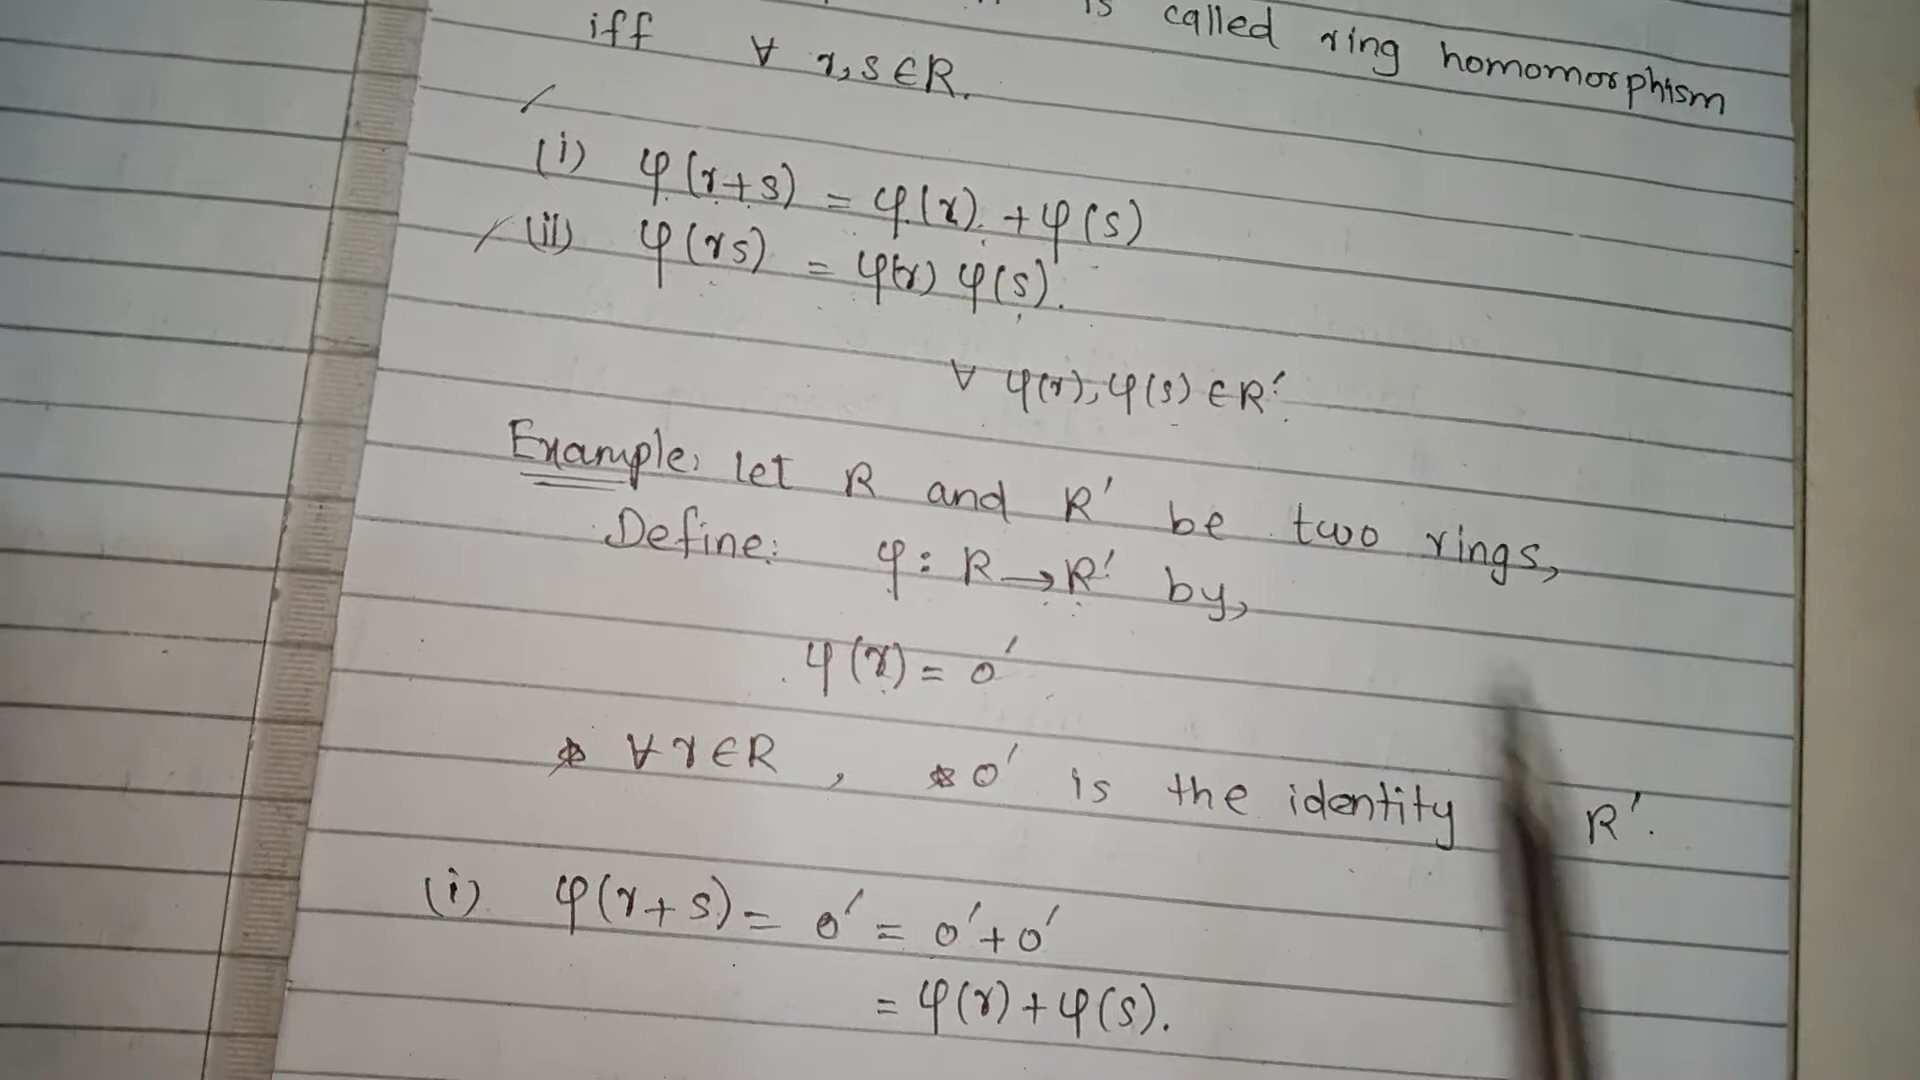 is called ring homomorphism
iff ∀ r,s∈R.
(i) φ(r+s) = φ(r) + φ(s)
(ii) φ(rs) = φ(r) φ(s).
∀ φ(r), φ(s) ∈ R'.
Example: let R and R' be two rings,
Define: φ: R→R' by,
φ(r) = 0'
∀ r∈R , 0' is the identity R'.
(i) φ(r+s) = 0' = 0'+0'
= φ(r) + φ(s).